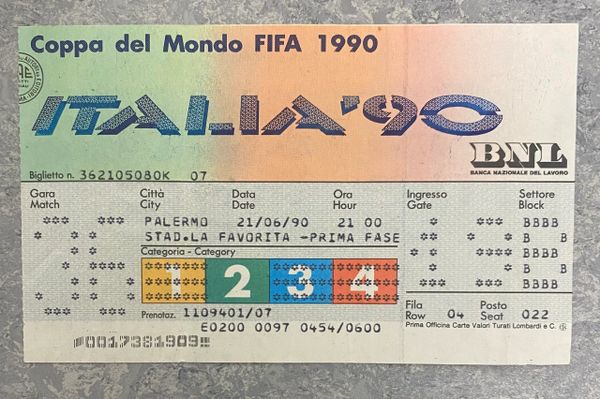 Coppa del Mondo FIFA 1990
ITALIA '90
BNL
BANCA NAZIONALE DEL LAVORO
Biglietto n. 362105080K 07
Gara
Match
Città
City
Data
Date
Ora
Hour
Ingresso
Gate
Settore
Block
PALERMO 21/06/90 21 00
STAD.LA FAVORITA -PRIMA FASE
Categoria - Category
1 2 3 4
BBBB
B B
BBBB
B B
BBBB
Prenotaz. 1109401/07
E0200 0097 0454/0600
Fila
Row 04
Posto
Seat 022
Prima Officina Carte Valori Turati Lombardi e C.
0017381909